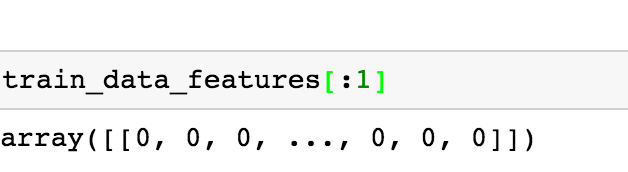 train_data_features[:1]
array([[0, 0, 0, ..., 0, 0, 0]])